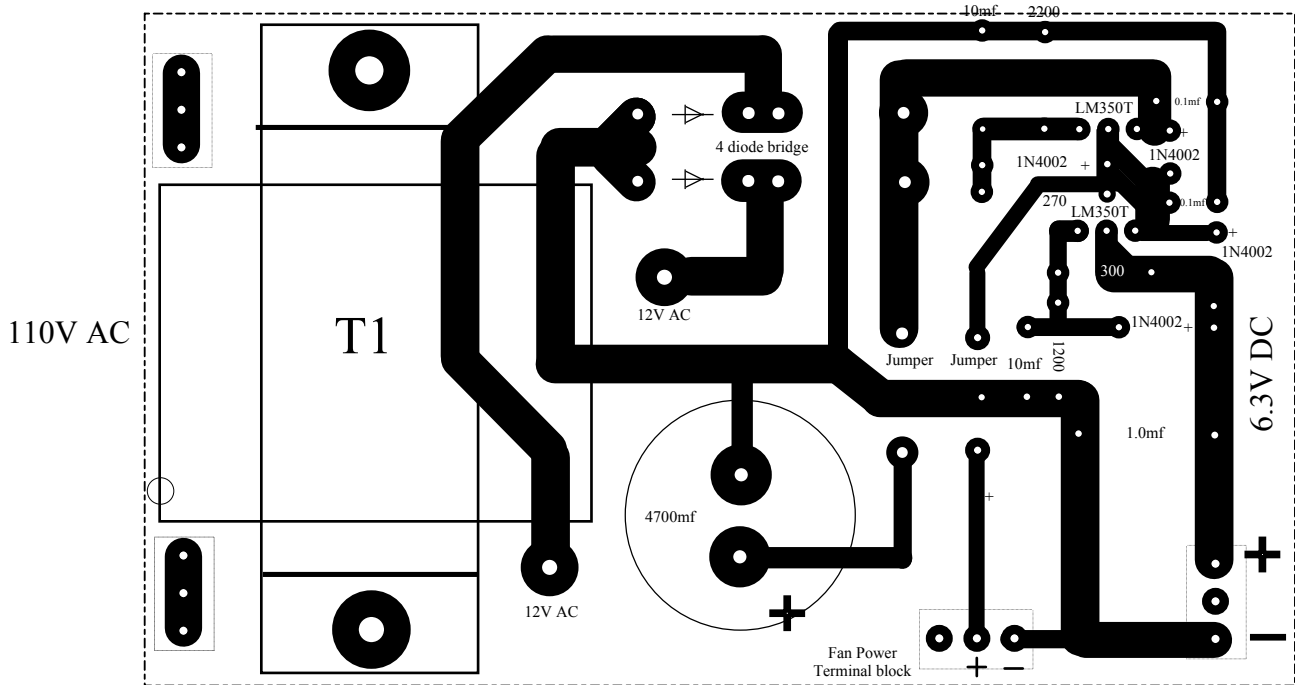 10mf
2200
0.1mf
LM350T
+
4 diode bridge
1N4002
+
1N4002
270
0.1mf
LM350T
+
1N4002
300
12V AC
110V AC
T1
1N4002
+
6.3V DC
Jumper
Jumper
10mf
1200
1.0mf
+
4700mf
+
12V AC
+
Fan Power
Terminal block
+
−
−